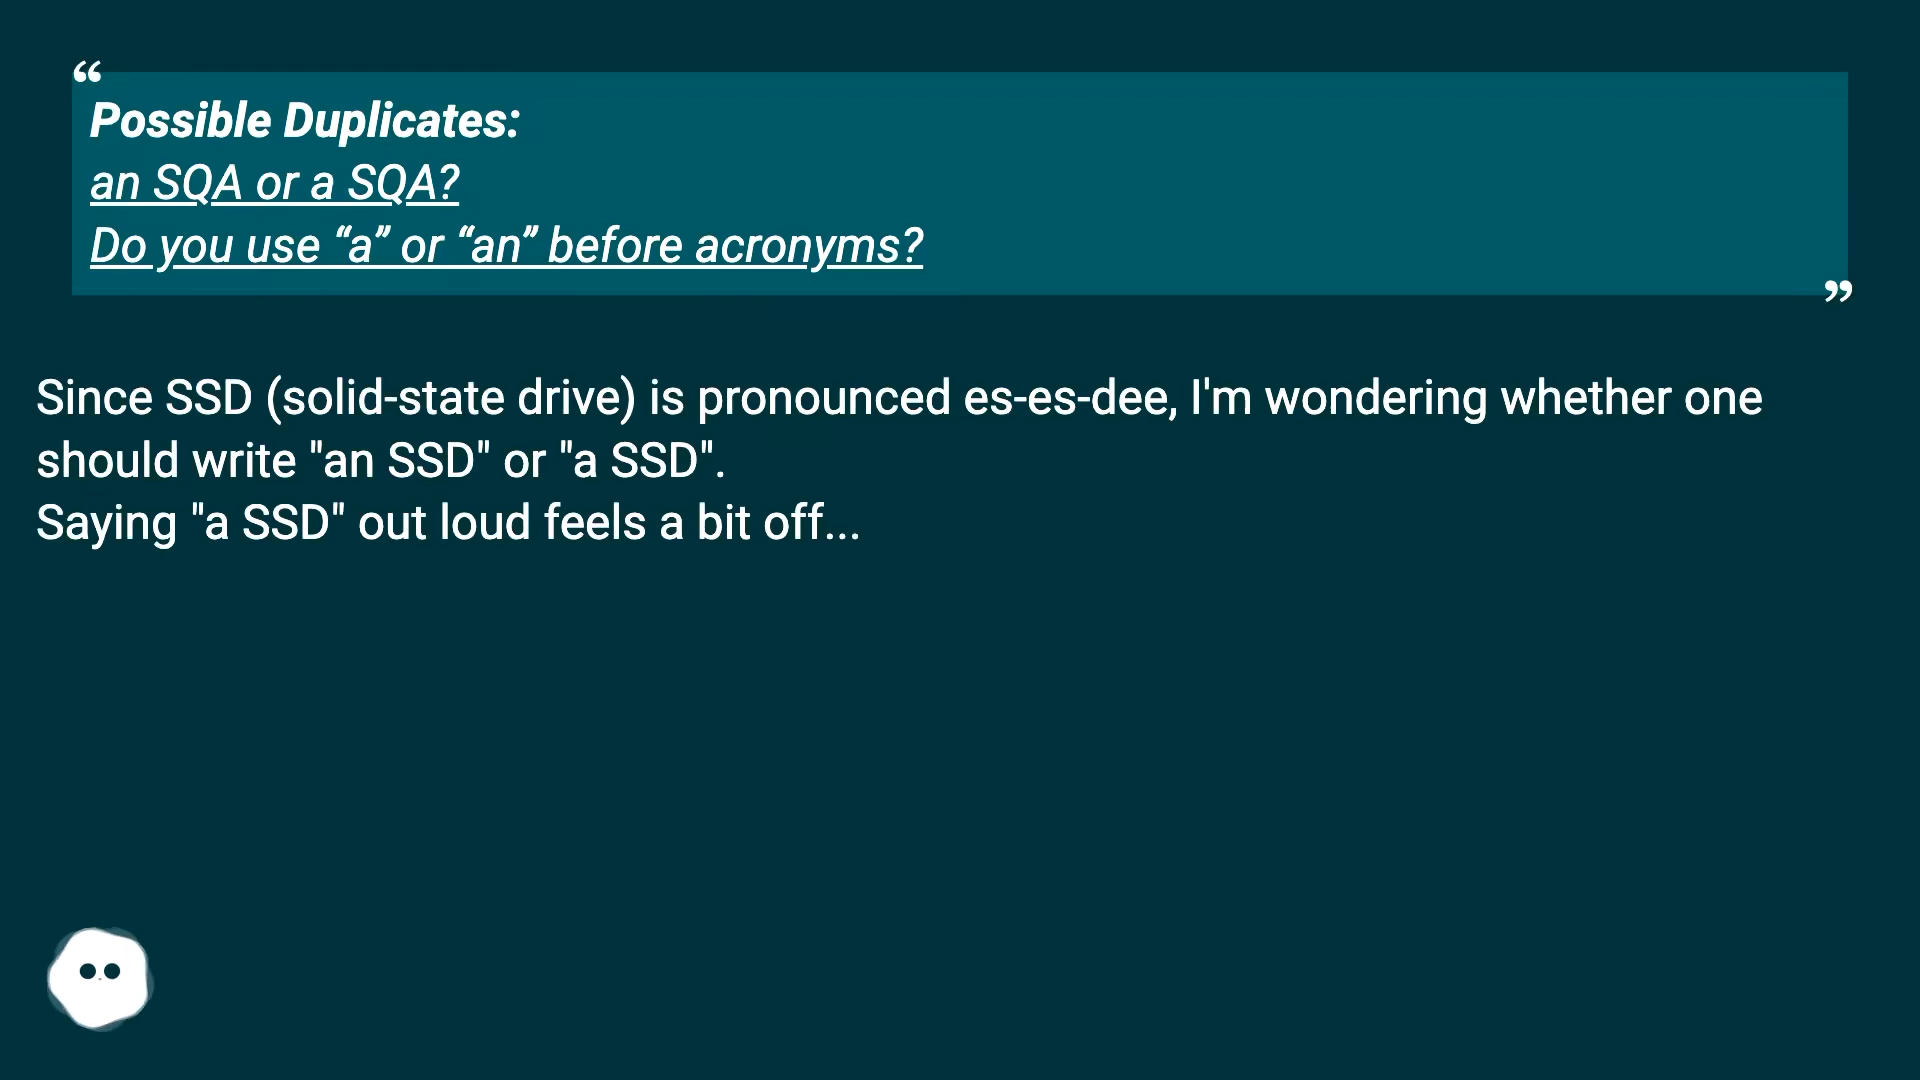 “
Possible Duplicates:
an SQA or a SQA?
Do you use “a” or “an” before acronyms?
”
Since SSD (solid-state drive) is pronounced es-es-dee, I'm wondering whether one
should write "an SSD" or "a SSD".
Saying "a SSD" out loud feels a bit off...